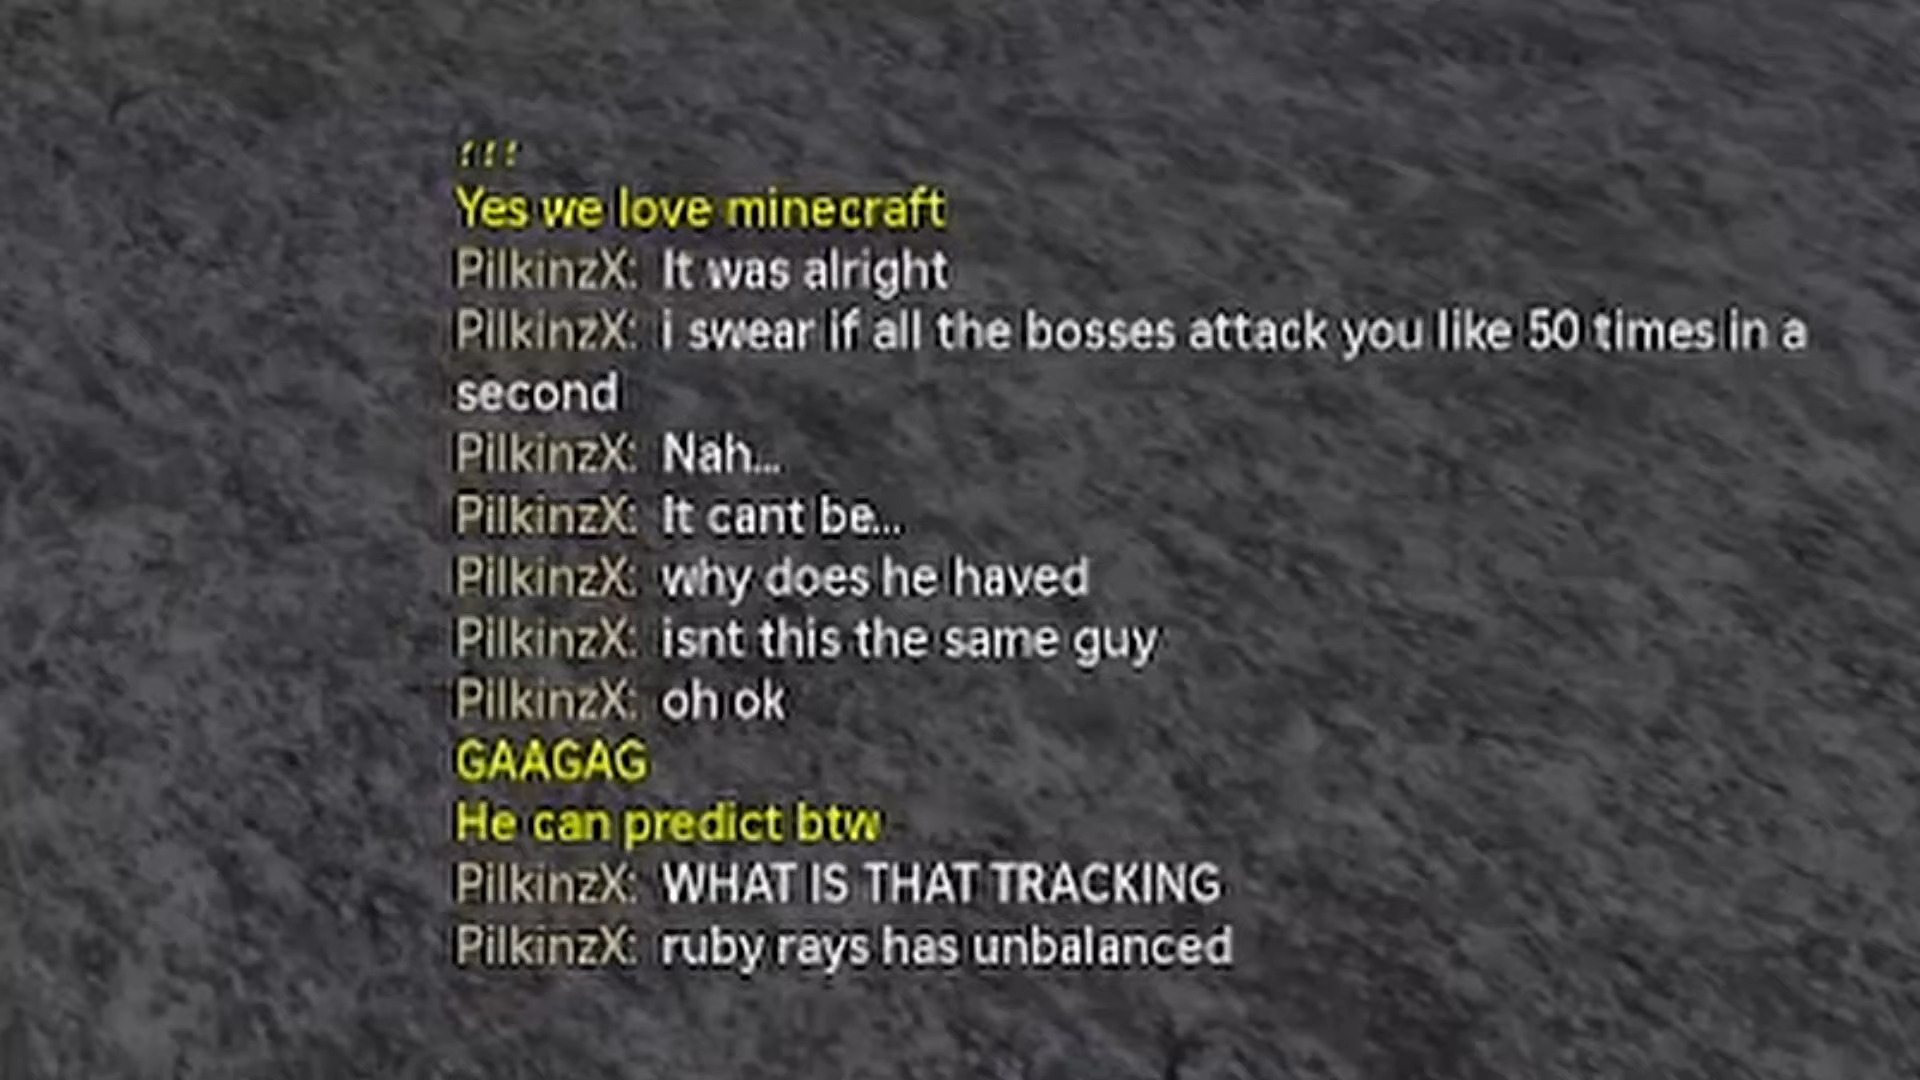 Yes we love minecraft
PilkinzX: It was alright
PilkinzX: i swear if all the bosses attack you like 50 times in a
second
PilkinzX: Nah...
PilkinzX: It cant be...
PilkinzX: why does he haved
PilkinzX: isnt this the same guy
PilkinzX: oh ok
GAAGAG
He can predict btw
PilkinzX: WHAT IS THAT TRACKING
PilkinzX: ruby rays has unbalanced